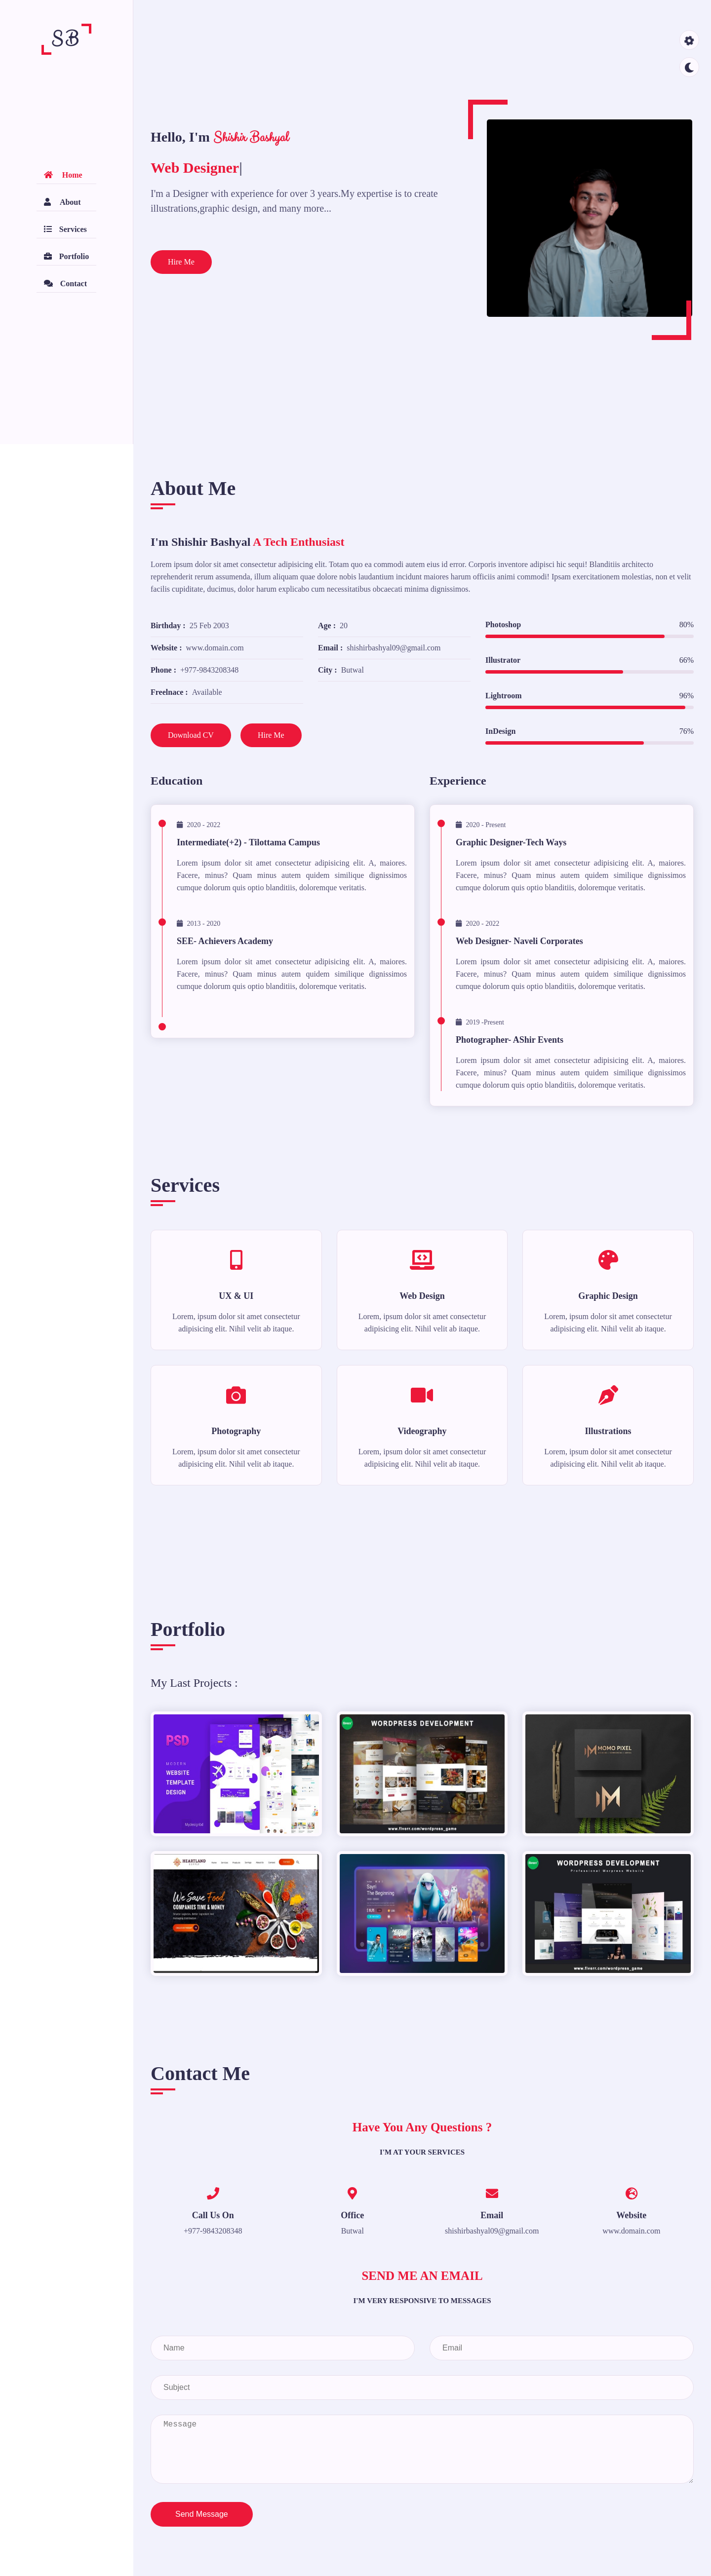 SB
Home
About
Services
Portfolio
Contact
Hello, I'm Shishir Bashyal
Web Designer|
I'm a Designer with experience for over 3 years.My expertise is to create
illustrations,graphic design, and many more...
Hire Me
About Me
I'm Shishir Bashyal A Tech Enthusiast
Lorem ipsum dolor sit amet consectetur adipisicing elit. Totam quo ea commodi autem eius id error. Corporis inventore adipisci hic sequi! Blanditiis architecto
reprehenderit rerum assumenda, illum aliquam quae dolore nobis laudantium incidunt maiores harum officiis animi commodi! Ipsam exercitationem molestias, non et velit
facilis cupiditate, ducimus, dolor harum explicabo cum necessitatibus obcaecati minima dignissimos.
Birthday : 25 Feb 2003
Age : 20
Website : www.domain.com
Email : shishirbashyal09@gmail.com
Phone : +977-9843208348
City : Butwal
Freelnace : Available
Download CV
Hire Me
Photoshop 80%
Illustrator 66%
Lightroom 96%
InDesign 76%
Education
2020 - 2022
Intermediate(+2) - Tilottama Campus
Lorem ipsum dolor sit amet consectetur adipisicing elit. A, maiores.
Facere, minus? Quam minus autem quidem similique dignissimos
cumque dolorum quis optio blanditiis, doloremque veritatis.
2013 - 2020
SEE- Achievers Academy
Lorem ipsum dolor sit amet consectetur adipisicing elit. A, maiores.
Facere, minus? Quam minus autem quidem similique dignissimos
cumque dolorum quis optio blanditiis, doloremque veritatis.
Experience
2020 - Present
Graphic Designer-Tech Ways
Lorem ipsum dolor sit amet consectetur adipisicing elit. A, maiores.
Facere, minus? Quam minus autem quidem similique dignissimos
cumque dolorum quis optio blanditiis, doloremque veritatis.
2020 - 2022
Web Designer- Naveli Corporates
Lorem ipsum dolor sit amet consectetur adipisicing elit. A, maiores.
Facere, minus? Quam minus autem quidem similique dignissimos
cumque dolorum quis optio blanditiis, doloremque veritatis.
2019 -Present
Photographer- AShir Events
Lorem ipsum dolor sit amet consectetur adipisicing elit. A, maiores.
Facere, minus? Quam minus autem quidem similique dignissimos
cumque dolorum quis optio blanditiis, doloremque veritatis.
Services
UX & UI
Lorem, ipsum dolor sit amet consectetur
adipisicing elit. Nihil velit ab itaque.
Web Design
Lorem, ipsum dolor sit amet consectetur
adipisicing elit. Nihil velit ab itaque.
Graphic Design
Lorem, ipsum dolor sit amet consectetur
adipisicing elit. Nihil velit ab itaque.
Photography
Lorem, ipsum dolor sit amet consectetur
adipisicing elit. Nihil velit ab itaque.
Videography
Lorem, ipsum dolor sit amet consectetur
adipisicing elit. Nihil velit ab itaque.
Illustrations
Lorem, ipsum dolor sit amet consectetur
adipisicing elit. Nihil velit ab itaque.
Portfolio
My Last Projects :
PSD
MODERN
WEBSITE
TEMPLATE
DESIGN
WORDPRESS DEVELOPMENT
www.fiverr.com/wordpress_game
MOMO PIXEL
M
HEARTLAND
We Save Food
COMPANIES TIME & MONEY
The Beginning
WORDPRESS DEVELOPMENT
Professional Worpress Website
www.fiverr.com/wordpress_game
Contact Me
Have You Any Questions ?
I'M AT YOUR SERVICES
Call Us On
+977-9843208348
Office
Butwal
Email
shishirbashyal09@gmail.com
Website
www.domain.com
SEND ME AN EMAIL
I'M VERY RESPONSIVE TO MESSAGES
Name
Email
Subject
Message
Send Message